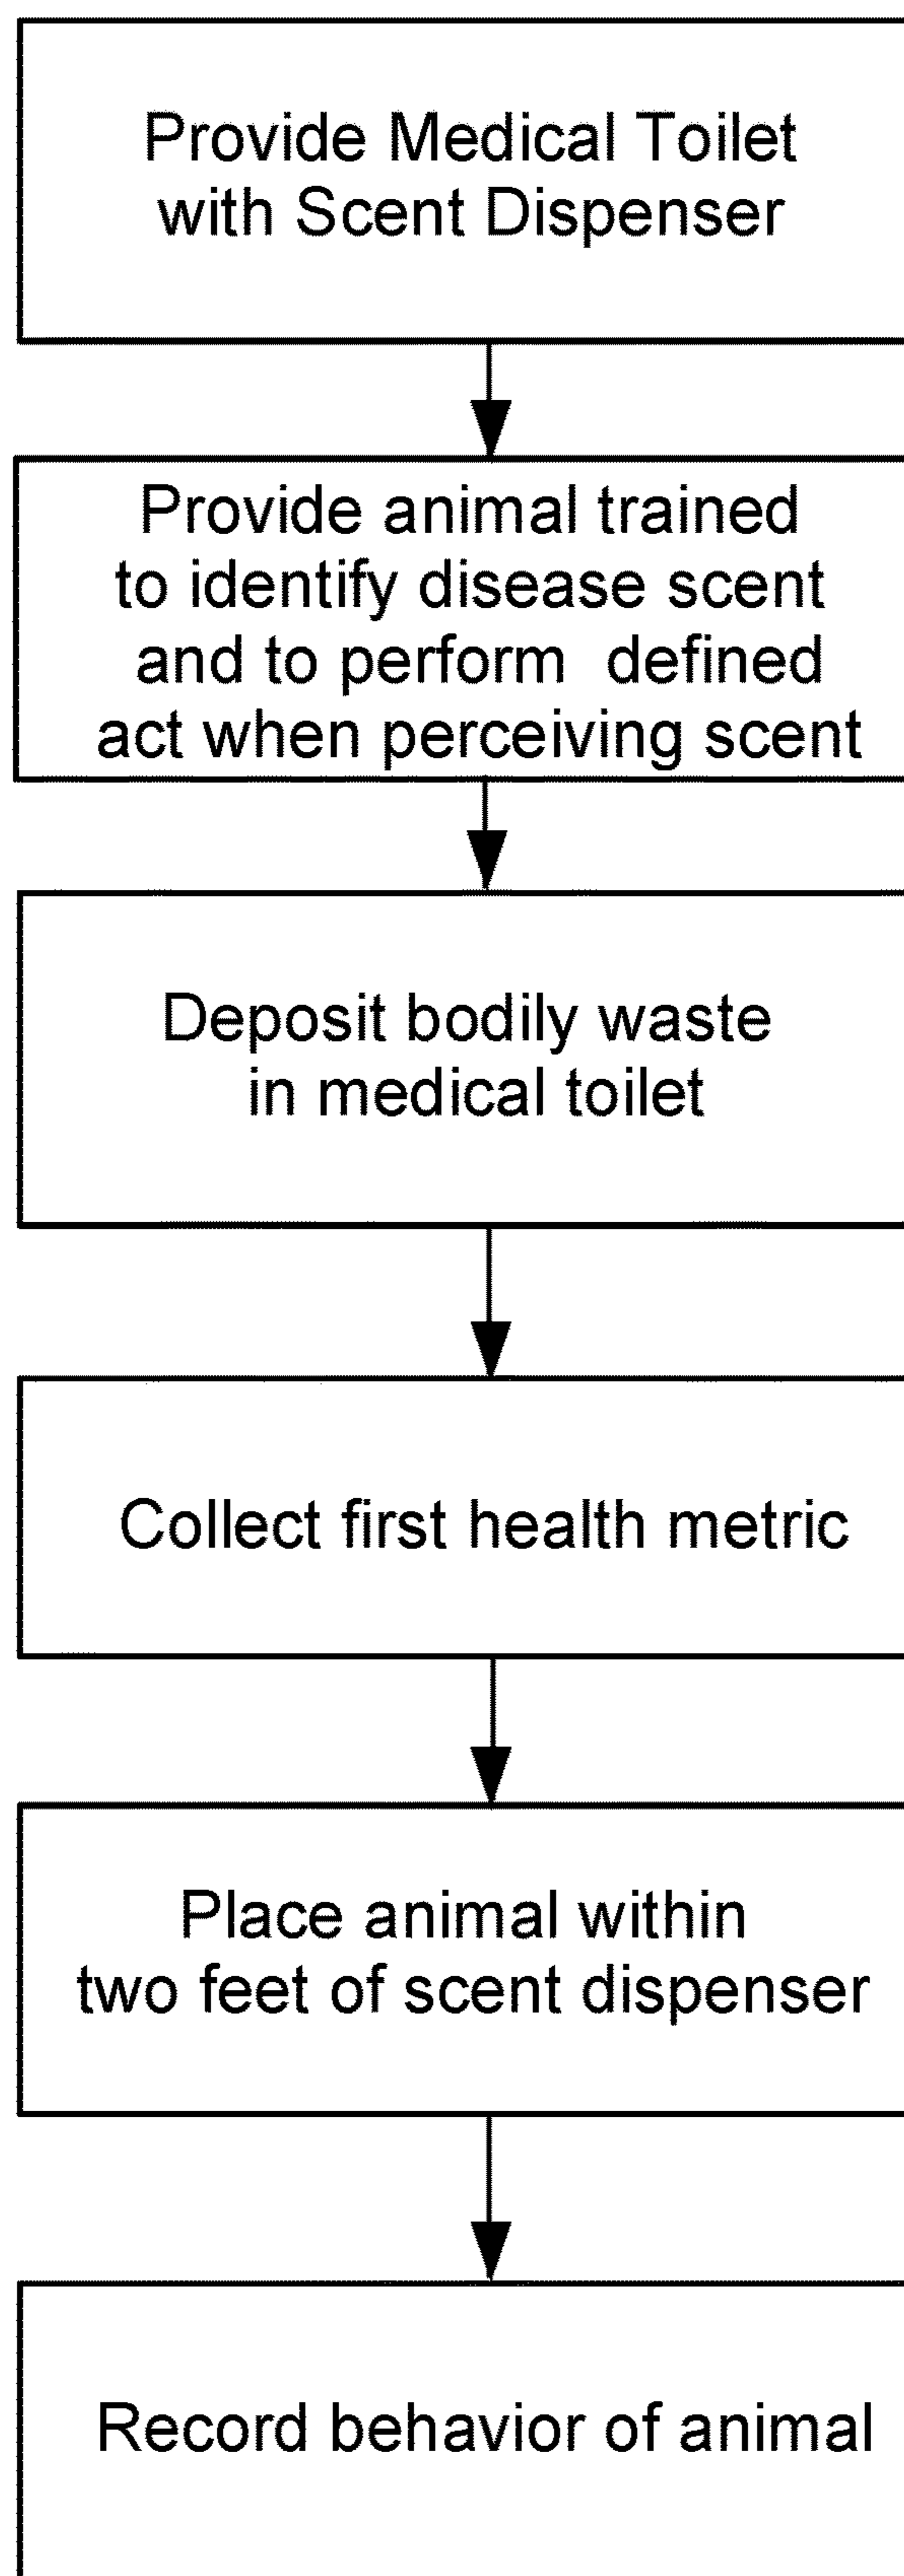 Provide Medical Toilet
with Scent Dispenser
Provide animal trained
to identify disease scent
and to perform defined
act when perceiving scent
Deposit bodily waste
in medical toilet
Collect first health metric
Place animal within
two feet of scent dispenser
Record behavior of animal